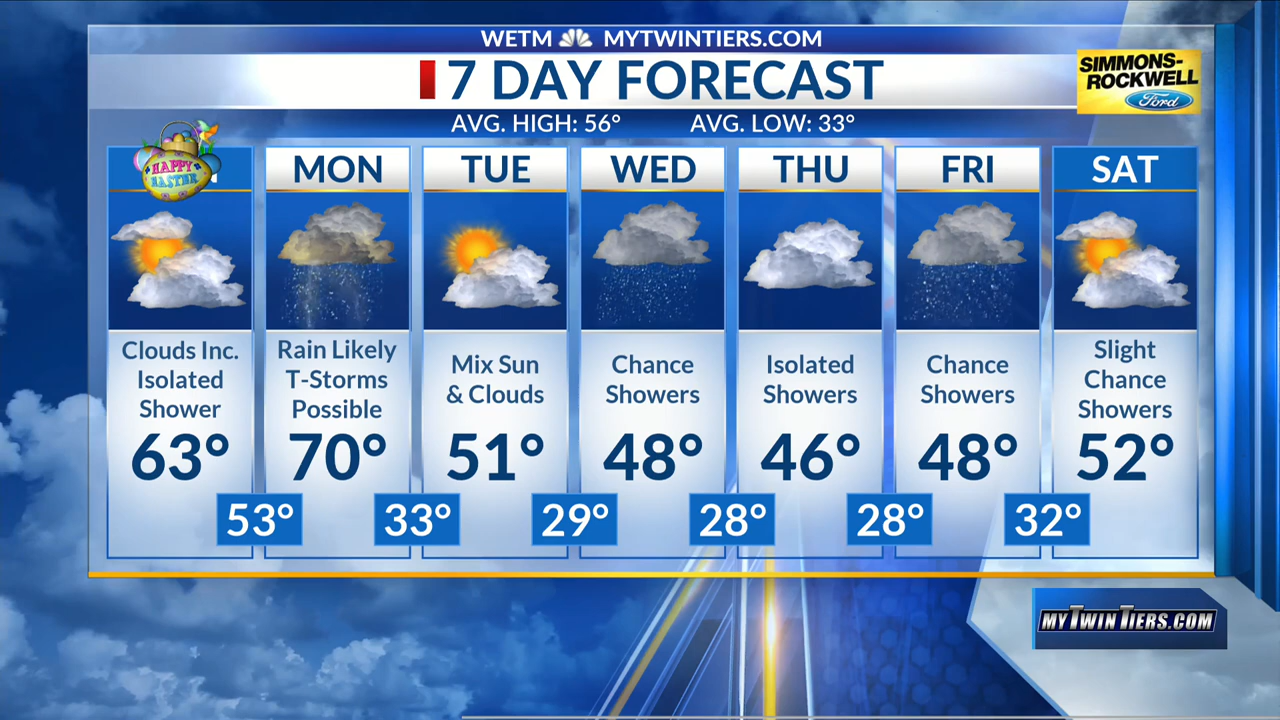 WETM MYTWINTIERS.COM
7 DAY FORECAST
SIMMONS-
ROCKWELL
Ford
AVG. HIGH: 56° AVG. LOW: 33°
HAPPY
EASTER
MON TUE WED THU FRI SAT
Clouds Inc.
Isolated
Shower
63°
Rain Likely
T-Storms
Possible
70°
Mix Sun
& Clouds
51°
Chance
Showers
48°
Isolated
Showers
46°
Chance
Showers
48°
Slight
Chance
Showers
52°
53° 33° 29° 28° 28° 32°
MYTWINTIERS.COM